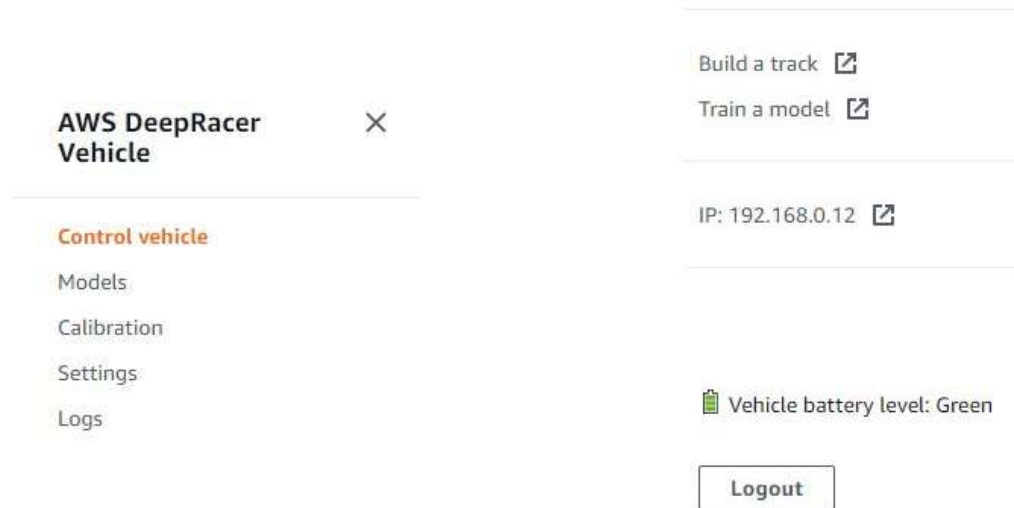 AWS DeepRacer
Vehicle
Control vehicle
Models
Calibration
Settings
Logs
Build a track
Train a model
IP: 192.168.0.12
Vehicle battery level: Green
Logout